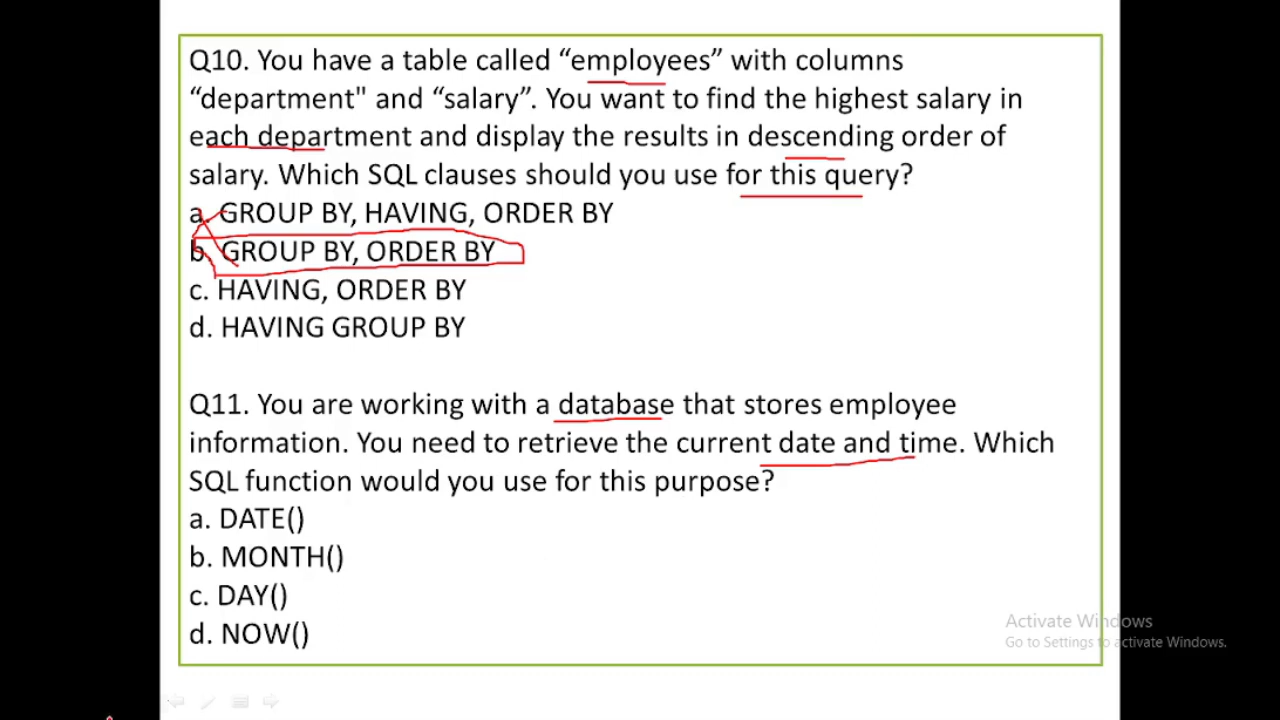 Q10. You have a table called “employees” with columns
“department" and “salary”. You want to find the highest salary in
each department and display the results in descending order of
salary. Which SQL clauses should you use for this query?
a. GROUP BY, HAVING, ORDER BY
b. GROUP BY, ORDER BY
c. HAVING, ORDER BY
d. HAVING GROUP BY
Q11. You are working with a database that stores employee
information. You need to retrieve the current date and time. Which
SQL function would you use for this purpose?
a. DATE()
b. MONTH()
c. DAY()
d. NOW()
Activate Windows
Go to Settings to activate Windows.